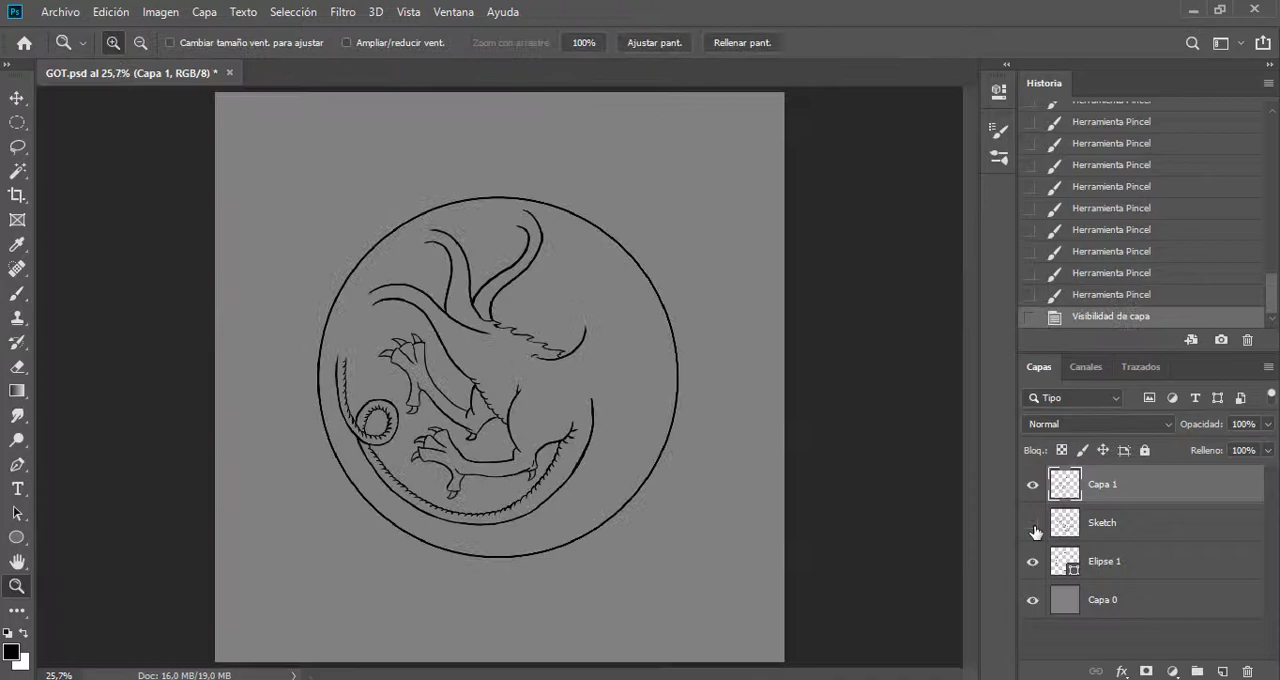 Ps Archivo Edición Imagen Capa Texto Selección Filtro 3D Vista Ventana Ayuda
Cambiar tamaño vent. para ajustar Ampliar/reducir vent. Zoom con arrastre 100% Ajustar pant. Rellenar pant.
GOT.psd al 25,7% (Capa 1, RGB/8) *
Historia
Herramienta Pincel
Herramienta Pincel
Herramienta Pincel
Herramienta Pincel
Herramienta Pincel
Herramienta Pincel
Herramienta Pincel
Herramienta Pincel
Herramienta Pincel
Herramienta Pincel
Visibilidad de capa
Capas Canales Trazados
Tipo
Normal Opacidad: 100%
Bloq.: Relleno: 100%
Capa 1
Sketch
Elipse 1
Capa 0
25,7% Doc: 16,0 MB/19,0 MB